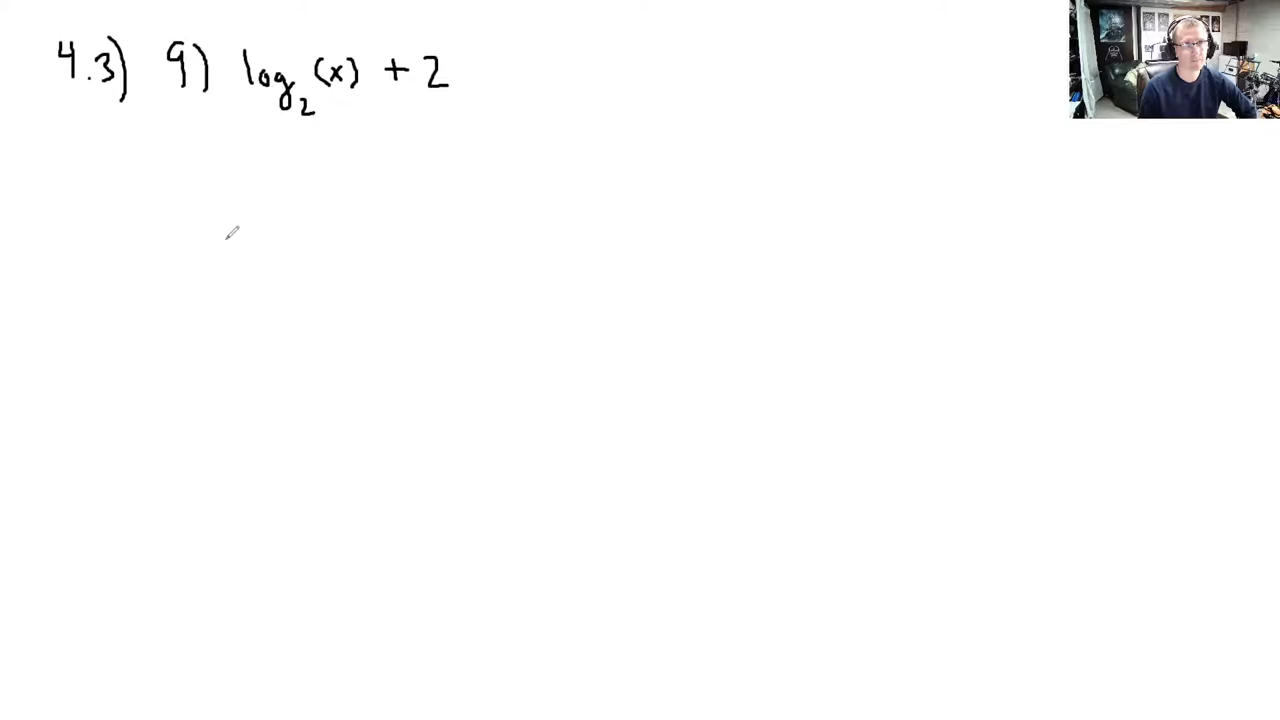 4.3) 9) log₂(x) + 2